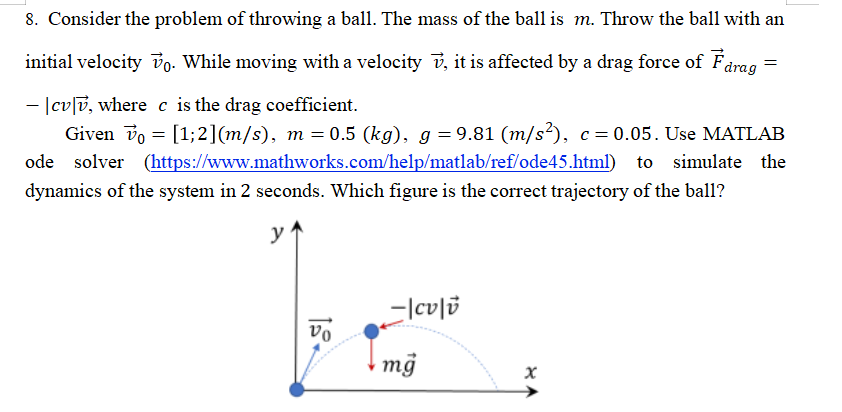 8. Consider the problem of throwing a ball. The mass of the ball is m. Throw the ball with an
initial velocity v⃗₀. While moving with a velocity v⃗, it is affected by a drag force of F⃗_drag =
− |cv|v⃗, where c is the drag coefficient.
Given v⃗₀ = [1;2](m/s), m = 0.5 (kg), g = 9.81 (m/s²), c = 0.05. Use MATLAB
ode solver (https://www.mathworks.com/help/matlab/ref/ode45.html) to simulate the
dynamics of the system in 2 seconds. Which figure is the correct trajectory of the ball?
y
−|cv|v⃗
v₀⃗
mg⃗
x